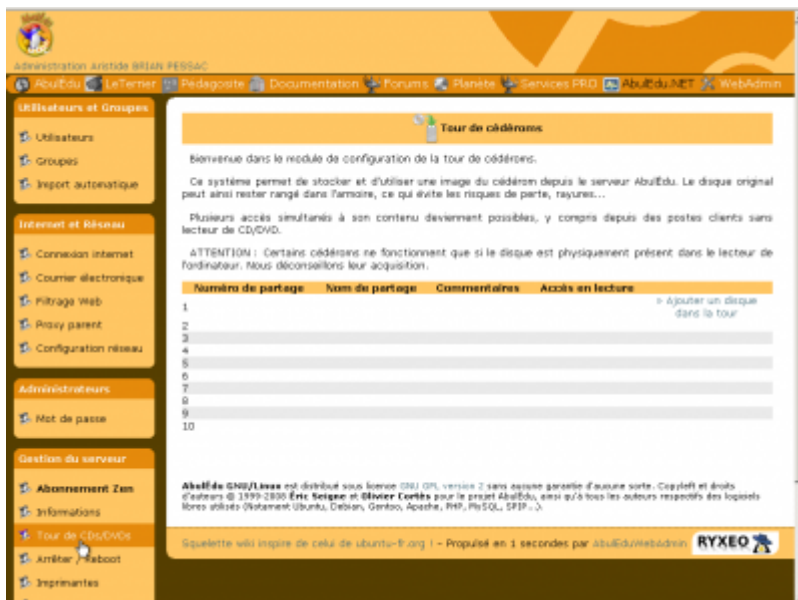 Administration Aristide BRIAN PESSAC
AbulÉdu LeTerrier Pédagosite Documentation Forums Planète Services PRO AbulÉdu.NET WebAdmin
Utilisateurs et Groupes
Utilisateurs
Groupes
Import automatique
Internet et Réseau
Connexion internet
Courrier électronique
Filtrage Web
Proxy parent
Configuration réseau
Administrateurs
Mot de passe
Gestion du serveur
Abonnement Zen
Informations
Tour de CDs/DVDs
Arrêter / Reboot
Imprimantes
Tour de cédéroms
Bienvenue dans le module de configuration de la tour de cédéroms.
Ce système permet de stocker et d'utiliser une image du cédérom depuis le serveur AbulÉdu. Le disque original
peut ainsi rester rangé dans l'armoire, ce qui évite les risques de perte, rayures...
Plusieurs accès simultanés à son contenu deviennent possibles, y compris depuis des postes clients sans
lecteur de CD/DVD.
ATTENTION : Certains cédéroms ne fonctionnent que si le disque est physiquement présent dans le lecteur de
l'ordinateur. Nous déconseillons leur acquisition.
Numéro de partage Nom de partage Commentaires Accès en lecture
1 » Ajouter un disque
dans la tour
2
3
4
5
6
7
8
9
10
AbulÉdu GNU/Linux est distribué sous licence GNU GPL version 2 sans aucune garantie d'aucune sorte. Copyleft et droits
d'auteurs @ 1999-2008 Éric Seigne et Olivier Cortès pour le projet AbulÉdu, ainsi qu'à tous les auteurs respectifs des logiciels
libres utilisés (Notament Ubuntu, Debian, Gentoo, Apache, PHP, MySQL, SPIP...).
Squelette wiki inspire de celui de ubuntu-fr.org ! - Propulsé en 1 secondes par AbulEduWebAdmin RYXEO